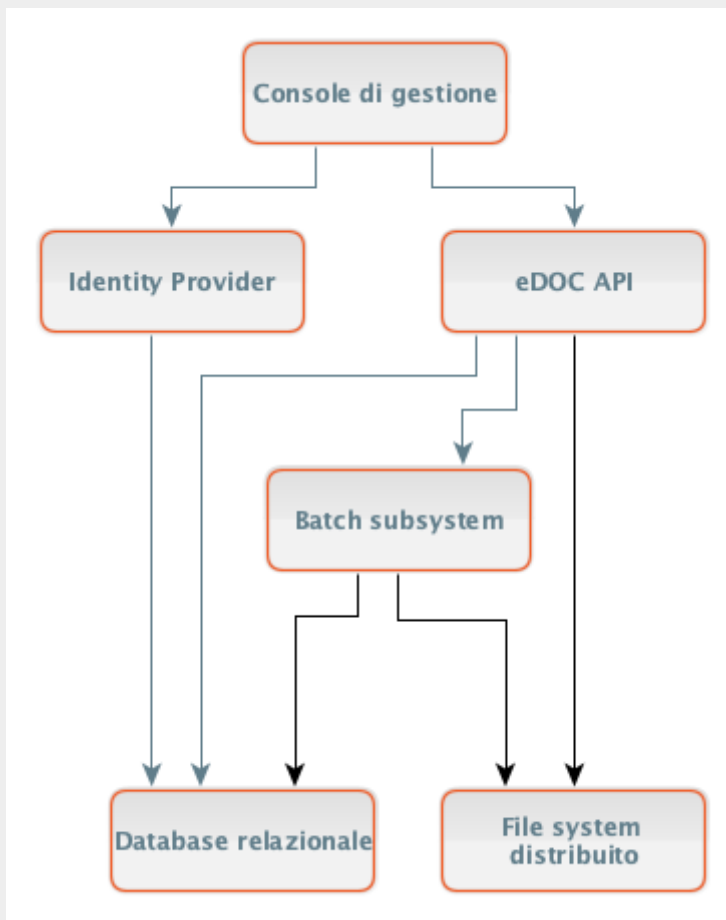 Console di gestione
Identity Provider
eDOC API
Batch subsystem
Database relazionale
File system
distribuito